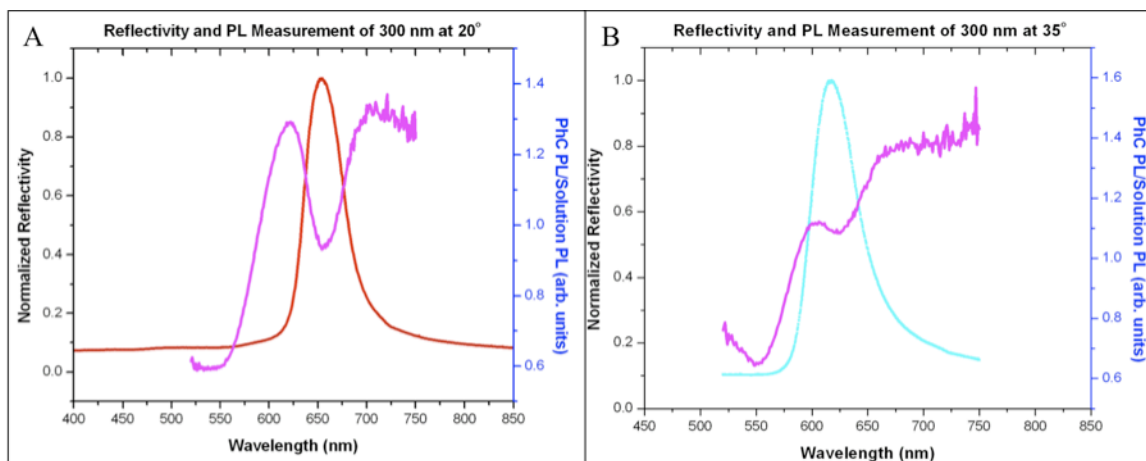 A
Reflectivity and PL Measurement of 300 nm at 20°
Normalized Reflectivity
1.0
0.8
0.6
0.4
0.2
0.0
1.4
1.2
1.0
0.8
0.6
PhC PL/Solution PL (arb. units)
400 450 500 550 600 650 700 750 800 850
Wavelength (nm)
B
Reflectivity and PL Measurement of 300 nm at 35°
Normalized Reflectivity
1.0
0.8
0.6
0.4
0.2
0.0
1.6
1.4
1.2
1.0
0.8
0.6
PhC PL/Solution PL (arb. units)
450 500 550 600 650 700 750 800 850
Wavelength (nm)